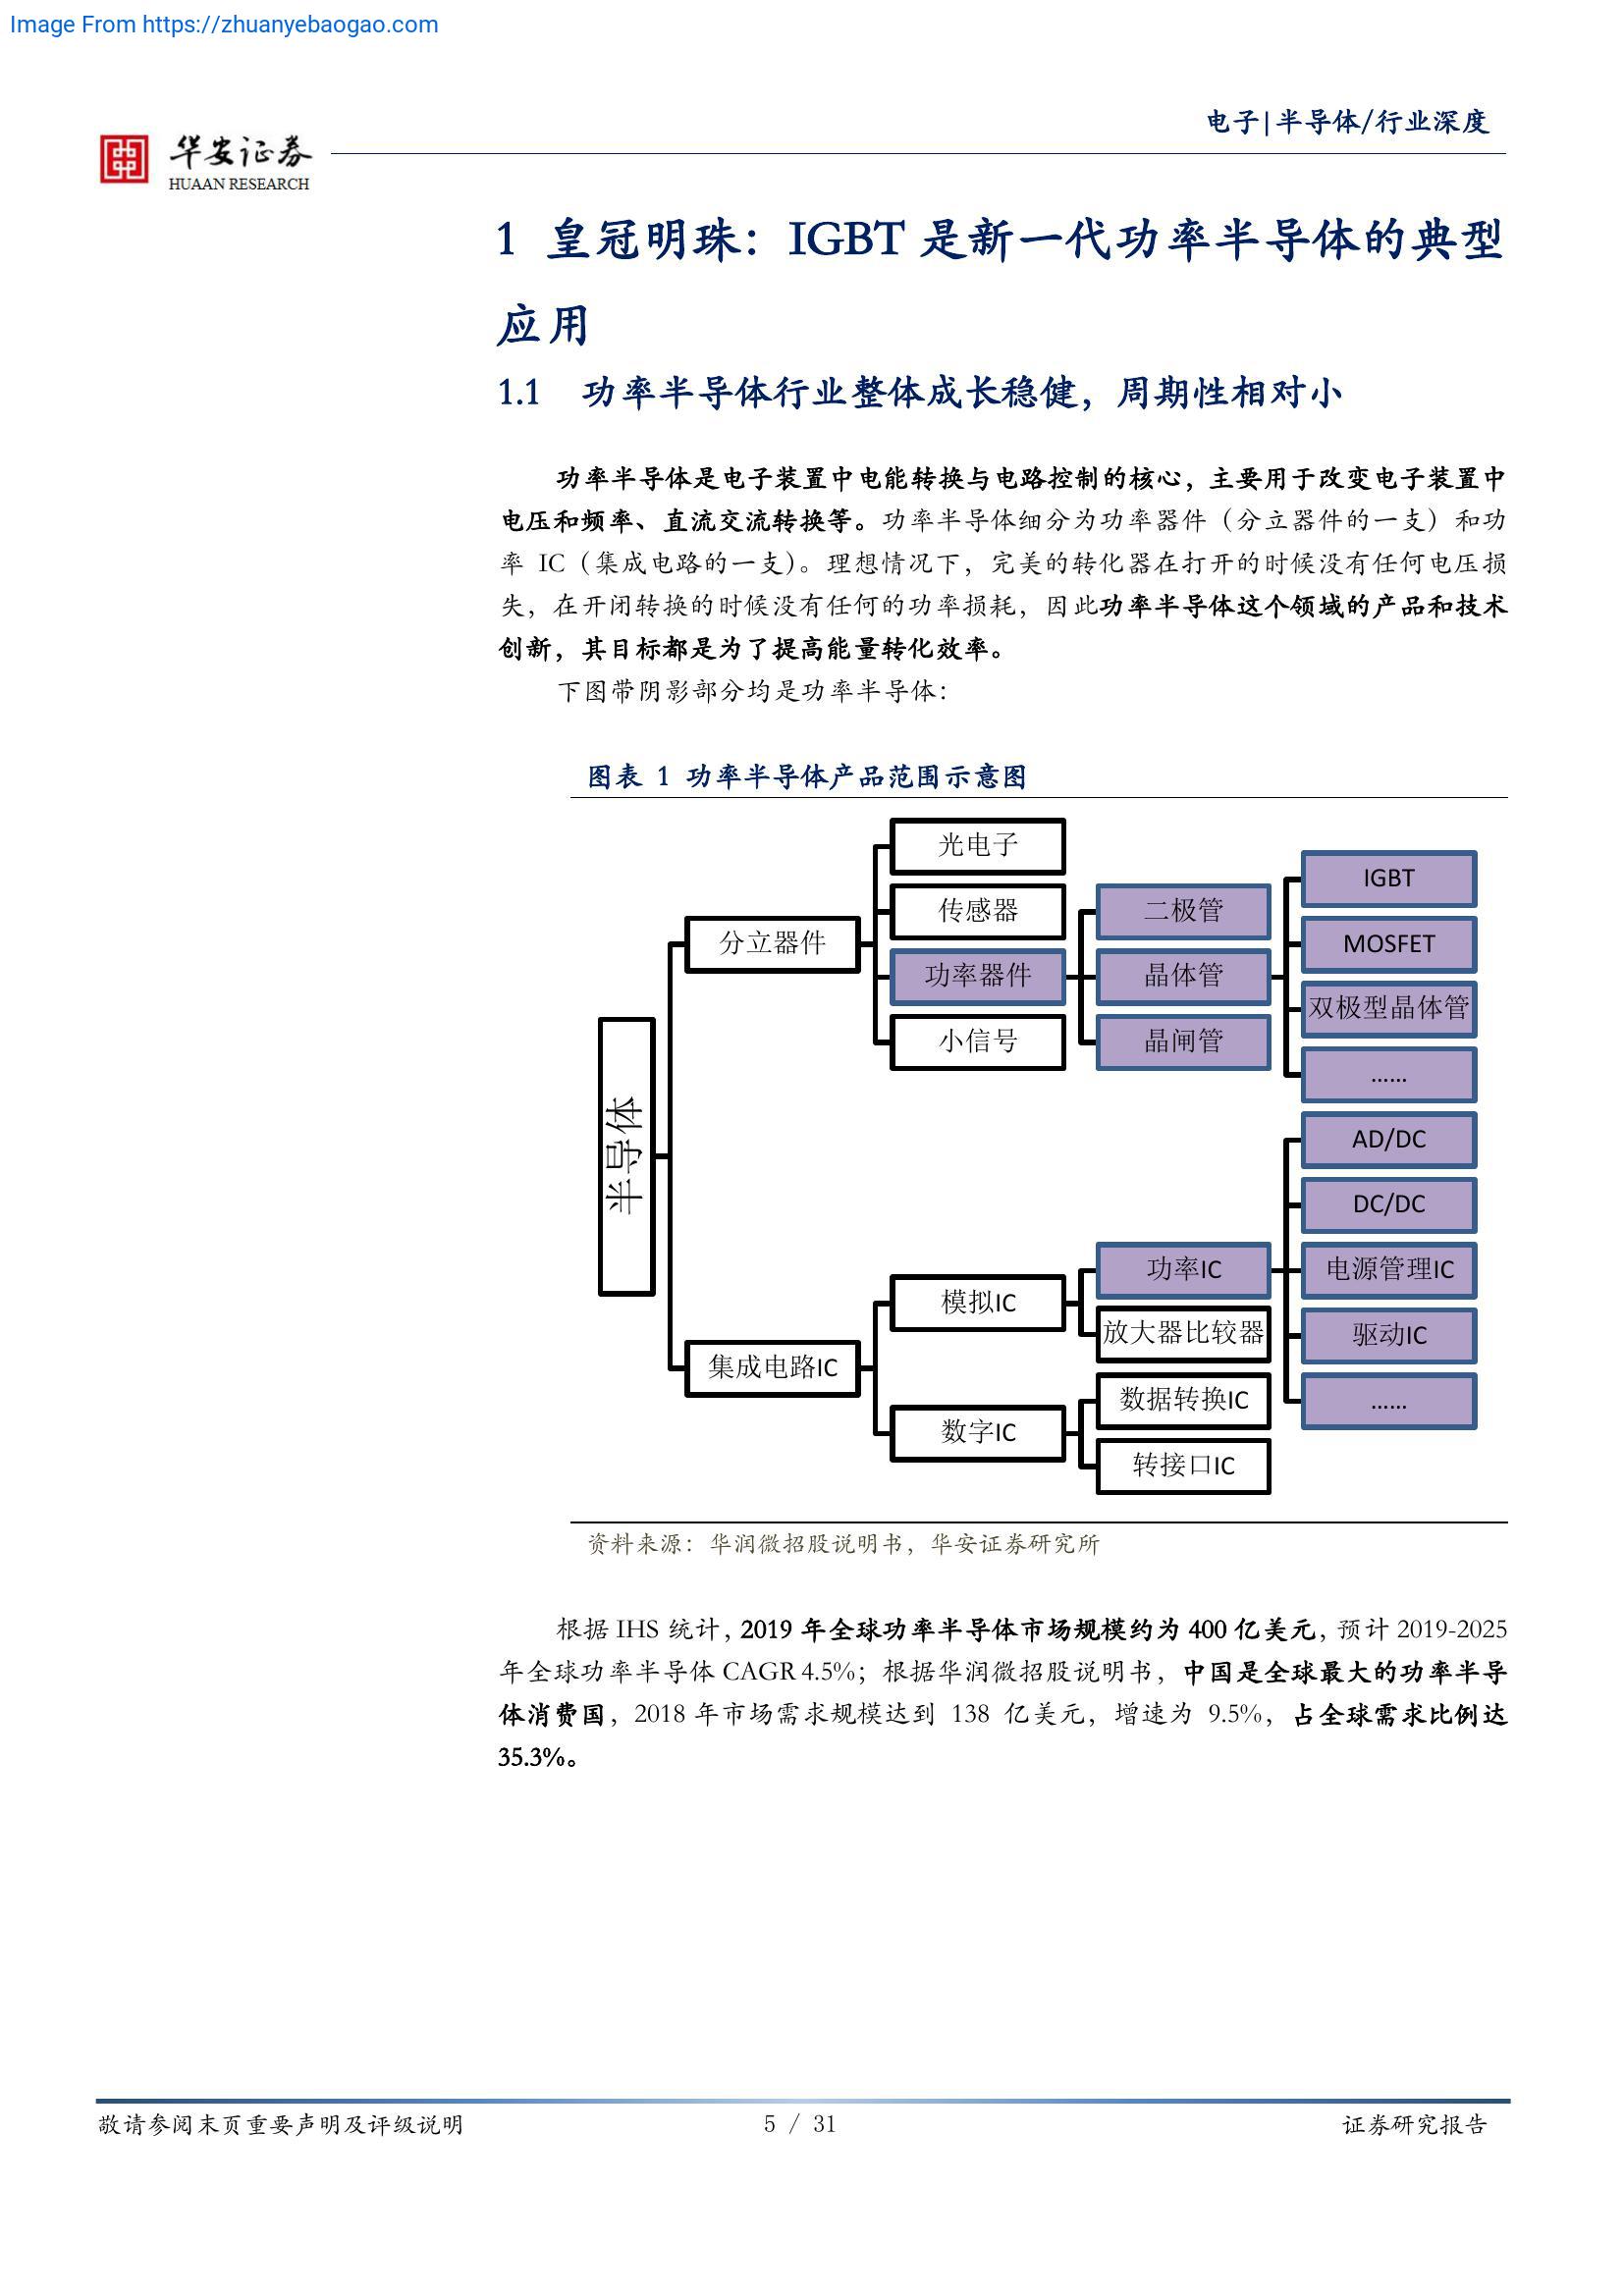 Image From https://zhuanyebaogao.com
电子|半导体/行业深度
华安证券
HUAAN RESEARCH
1 皇冠明珠：IGBT 是新一代功率半导体的典型
应用
1.1 功率半导体行业整体成长稳健，周期性相对小
功率半导体是电子装置中电能转换与电路控制的核心，主要用于改变电子装置中
电压和频率、直流交流转换等。功率半导体细分为功率器件（分立器件的一支）和功
率 IC（集成电路的一支）。理想情况下，完美的转化器在打开的时候没有任何电压损
失，在开闭转换的时候没有任何的功率损耗，因此功率半导体这个领域的产品和技术
创新，其目标都是为了提高能量转化效率。
下图带阴影部分均是功率半导体：
图表 1 功率半导体产品范围示意图
半导体
分立器件
光电子
传感器
功率器件
小信号
二极管
晶体管
晶闸管
IGBT
MOSFET
双极型晶体管
......
集成电路IC
模拟IC
数字IC
功率IC
放大器比较器
数据转换IC
转接口IC
AD/DC
DC/DC
电源管理IC
驱动IC
......
资料来源：华润微招股说明书，华安证券研究所
根据 IHS 统计，2019 年全球功率半导体市场规模约为 400 亿美元，预计 2019-2025
年全球功率半导体 CAGR 4.5%；根据华润微招股说明书，中国是全球最大的功率半导
体消费国，2018 年市场需求规模达到 138 亿美元，增速为 9.5%，占全球需求比例达
35.3%。
敬请参阅末页重要声明及评级说明
5 / 31
证券研究报告